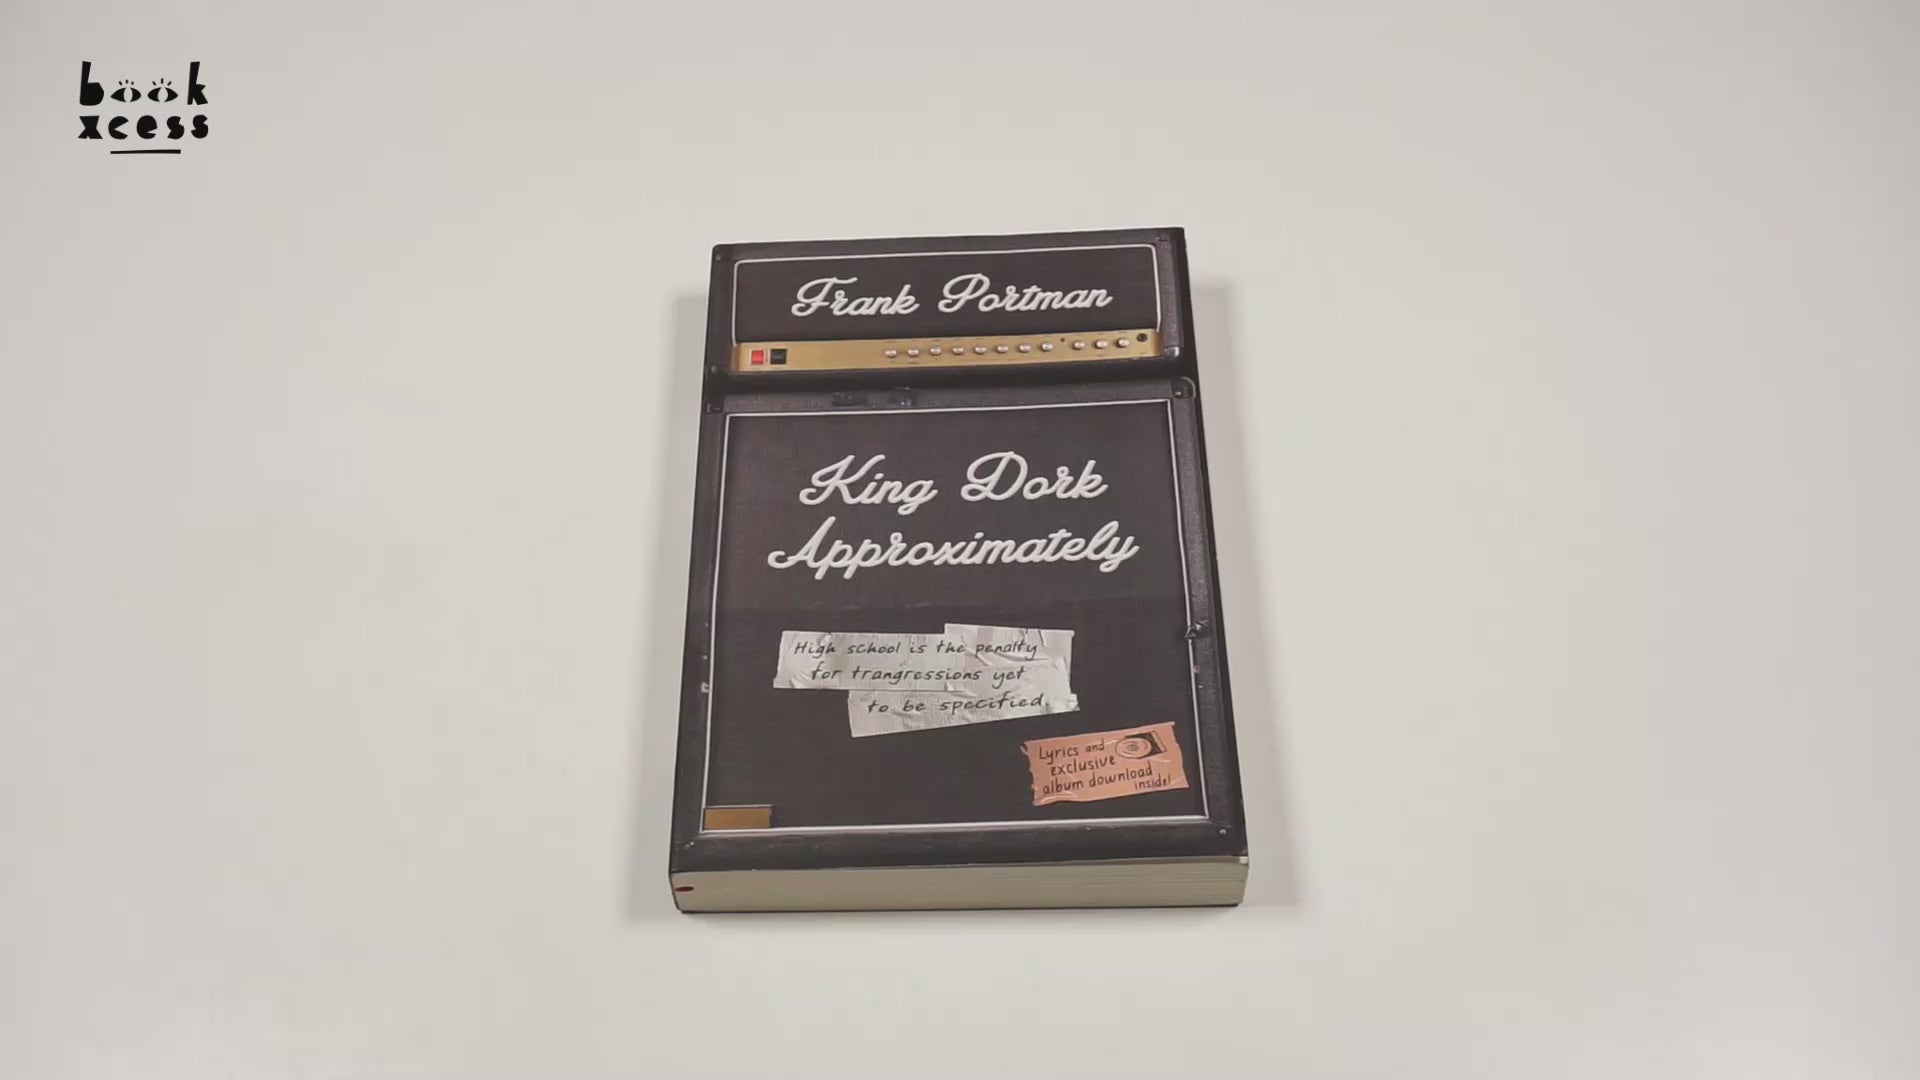 book
xcess
Frank Portman
King Dork
Approximately
High school is the penalty
for trangressions yet
to be specified.
Lyrics and
exclusive
album download
inside!